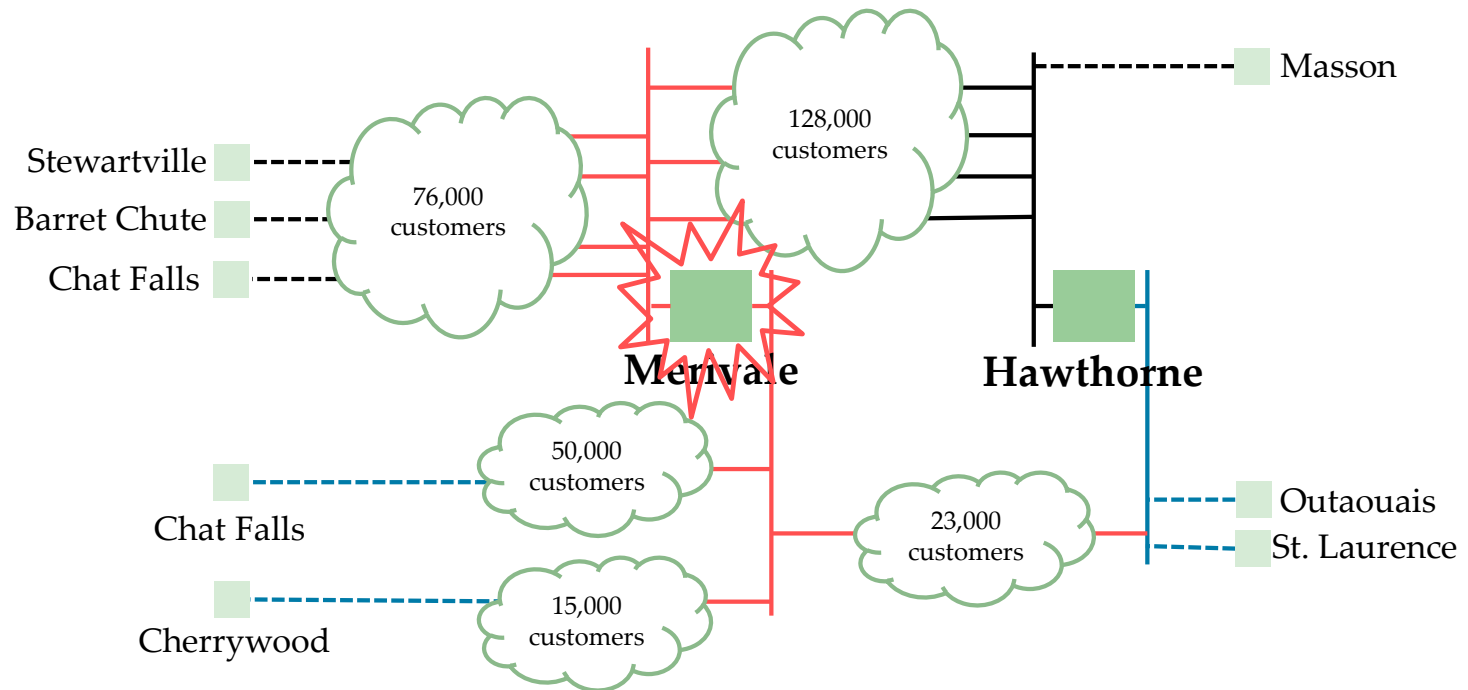 128,000
customers
Masson
Stewartville
Barret Chute
Chat Falls
76,000
customers
Merivale
Hawthorne
50,000
customers
Chat Falls
23,000
customers
Outaouais
St. Laurence
15,000
customers
Cherrywood